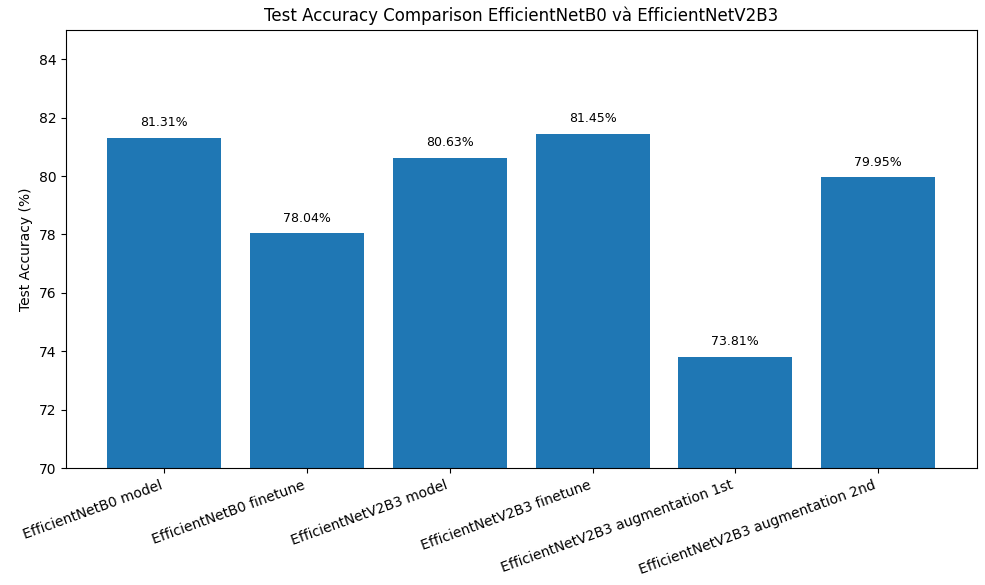 Test Accuracy Comparison EfficientNetB0 và EfficientNetV2B3
Test Accuracy (%)
84
82
80
78
76
74
72
70
81.31%
78.04%
80.63%
81.45%
73.81%
79.95%
EfficientNetB0 model
EfficientNetB0 finetune
EfficientNetV2B3 model
EfficientNetV2B3 finetune
EfficientNetV2B3 augmentation 1st
EfficientNetV2B3 augmentation 2nd